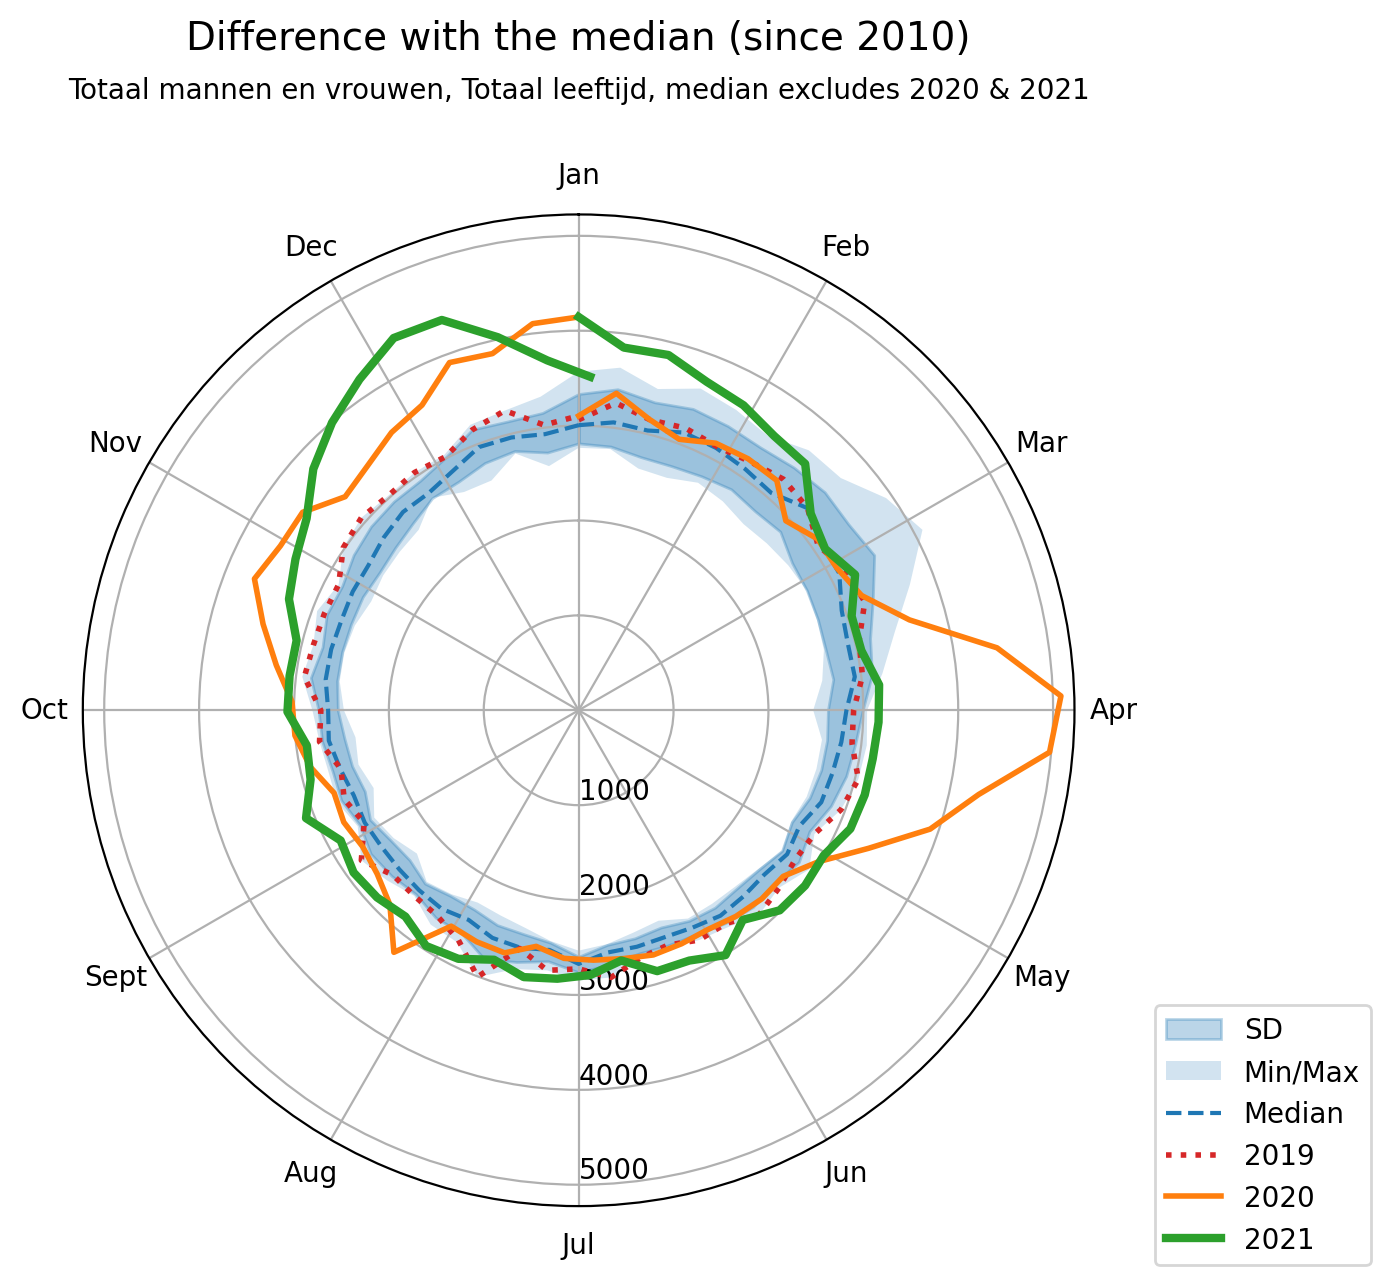 Difference with the median (since 2010)
Totaal mannen en vrouwen, Totaal leeftijd, median excludes 2020 & 2021
Jan
Dec
Feb
Nov
Mar
Oct
Apr
1000
2000
3000
Sept
May
4000
5000
Aug
Jun
Jul
SD
Min/Max
Median
2019
2020
2021